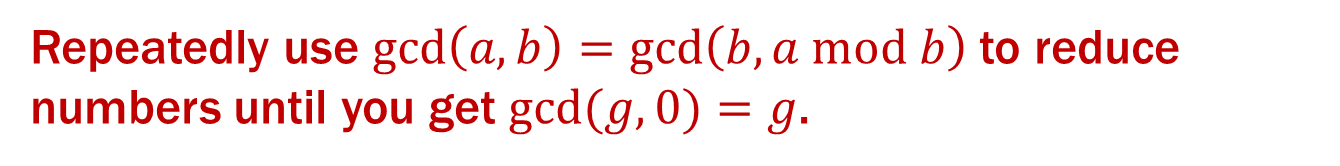 Repeatedly use gcd(a, b) = gcd(b, a mod b) to reduce
numbers until you get gcd(g, 0) = g.